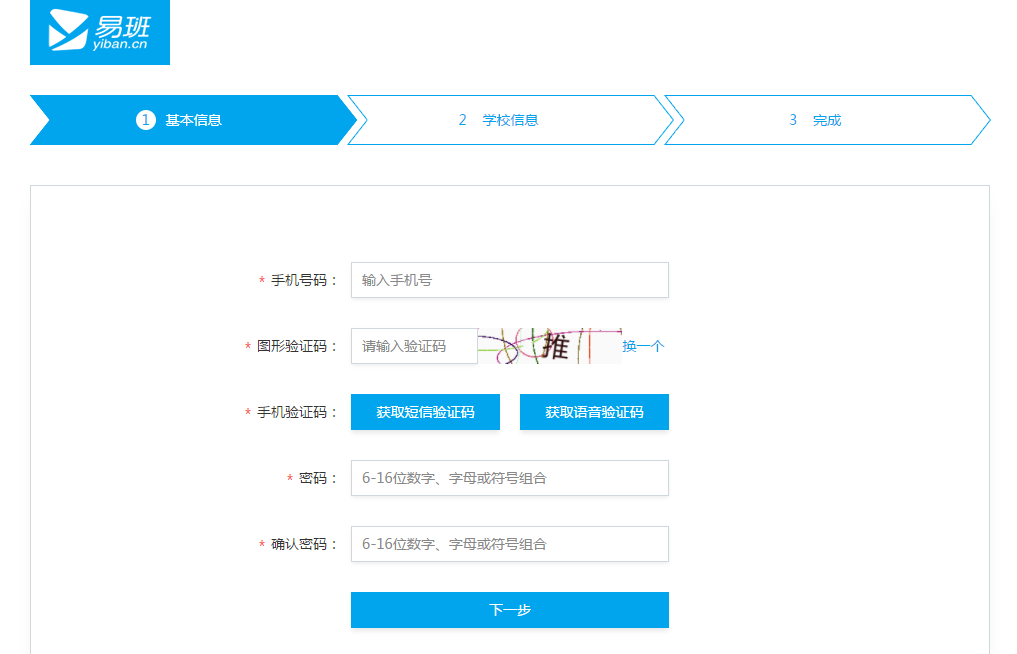 易班
yiban.cn
1 基本信息
2 学校信息
3 完成
* 手机号码： 输入手机号
* 图形验证码： 请输入验证码 推 换一个
* 手机验证码： 获取短信验证码 获取语音验证码
* 密码： 6-16位数字、字母或符号组合
* 确认密码： 6-16位数字、字母或符号组合
下一步